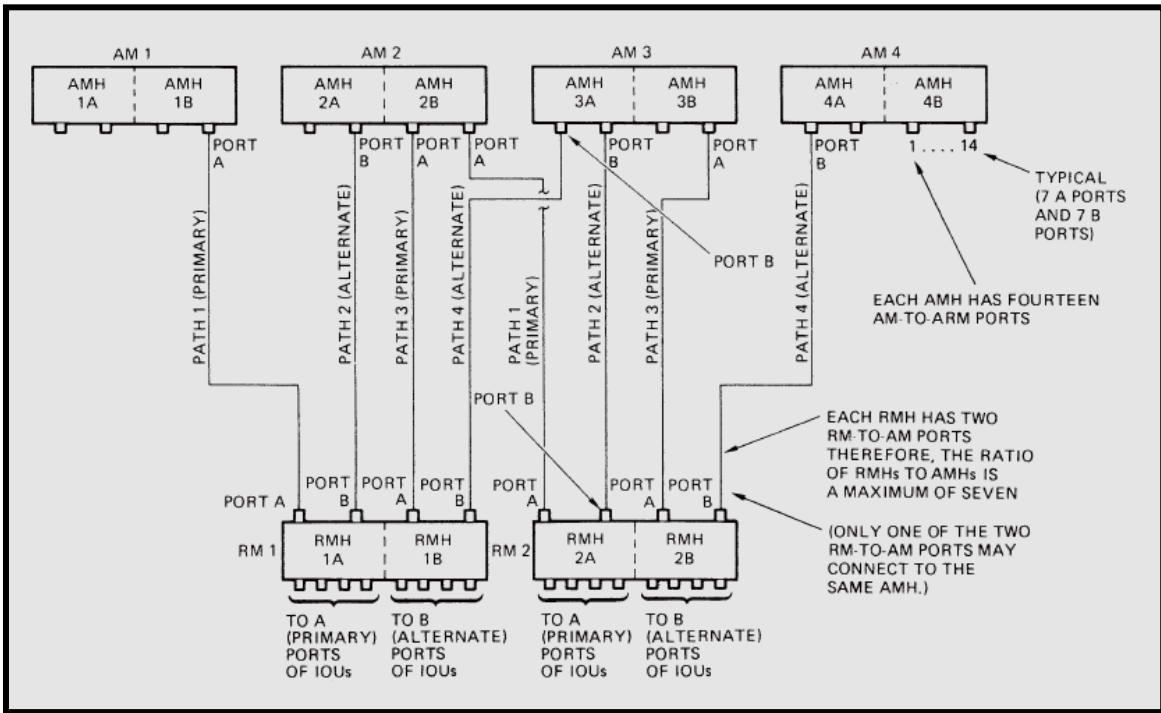 AM 1
AM 2
AM 3
AM 4
AMH
1A
AMH
1B
AMH
2A
AMH
2B
AMH
3A
AMH
3B
AMH
4A
AMH
4B
PORT
A
PORT
B
PORT
A
PORT
A
PORT
B
PORT
A
PORT
B
1 . . . . 14
TYPICAL
(7 A PORTS
AND 7 B
PORTS)
PORT B
EACH AMH HAS FOURTEEN
AM-TO-ARM PORTS
PATH 1 (PRIMARY)
PATH 2 (ALTERNATE)
PATH 3 (PRIMARY)
PATH 4 (ALTERNATE)
PATH 1
(PRIMARY)
PATH 2 (ALTERNATE)
PATH 3 (PRIMARY)
PATH 4 (ALTERNATE)
PORT B
EACH RMH HAS TWO
RM-TO-AM PORTS
THEREFORE, THE RATIO
OF RMHs TO AMHs IS
A MAXIMUM OF SEVEN
(ONLY ONE OF THE TWO
RM-TO-AM PORTS MAY
CONNECT TO THE
SAME AMH.)
PORT A
PORT
B
PORT
A
PORT
B
PORT
A
PORT
A
PORT
B
RM 1
RMH
1A
RMH
1B
RM 2
RMH
2A
RMH
2B
TO A
(PRIMARY)
PORTS
OF IOUs
TO B
(ALTERNATE)
PORTS
OF IOUs
TO A
(PRIMARY)
PORTS
OF IOUs
TO B
(ALTERNATE)
PORTS
OF IOUs